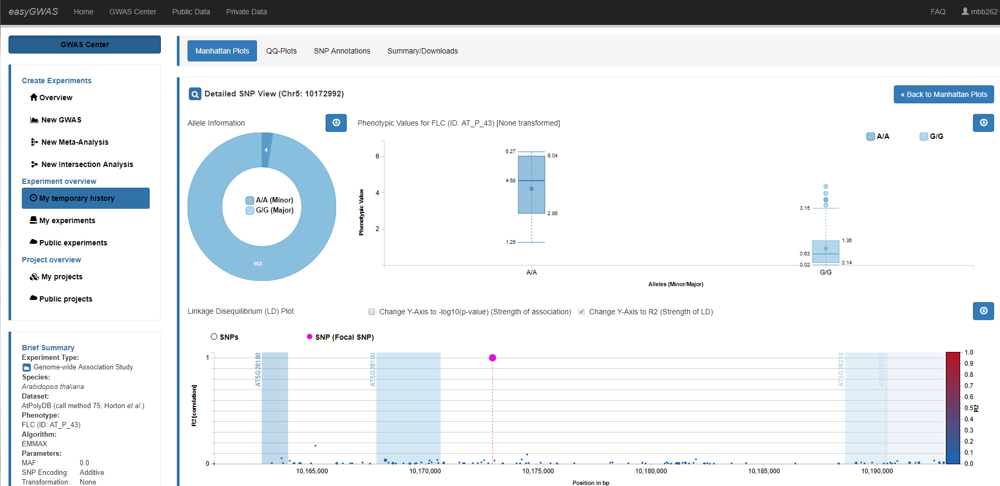 easyGWAS Home GWAS Center Public Data Private Data FAQ mbb262
GWAS Center
Create Experiments
Overview
New GWAS
New Meta-Analysis
New Intersection Analysis
Experiment overview
My temporary history
My experiments
Public experiments
Project overview
My projects
Public projects
Brief Summary
Experiment Type:
Genome-wide Association Study
Species:
Arabidopsis thaliana
Dataset:
AtPolyDB (call method 75, Horton et al.)
Phenotype:
FLC (ID: AT_P_43)
Algorithm:
EMMAX
Parameters:
MAF: 0.0
SNP Encoding: Additive
Transformation: None
Manhattan Plots QQ-Plots SNP Annotations Summary/Downloads
Detailed SNP View (Chr5: 10172992)
« Back to Manhattan Plots
Allele Information
4
A/A (Minor)
G/G (Major)
163
Phenotypic Values for FLC (ID: AT_P_43) [None transformed]
A/A G/G
Phenotypic Value
6
4
2
6.27
6.04
4.68
2.86
1.26
3.15
1.36
0.63
0.14
0.02
A/A G/G
Alleles (Minor/Major)
Linkage Disequilibrium (LD) Plot
Change Y-Axis to -log10(p-value) (Strength of association)
Change Y-Axis to R2 (Strength of LD)
SNPs SNP (Focal SNP)
R2 [correlation]
1
0
AT5G28180
AT5G28190
AT5G28210
AT5G28220
10,165,000 10,170,000 10,175,000 10,180,000 10,185,000 10,190,000
Position in bp
1.0
0.9
0.8
0.7
0.6
0.5
0.4
0.3
0.2
0.1
0.0
R2